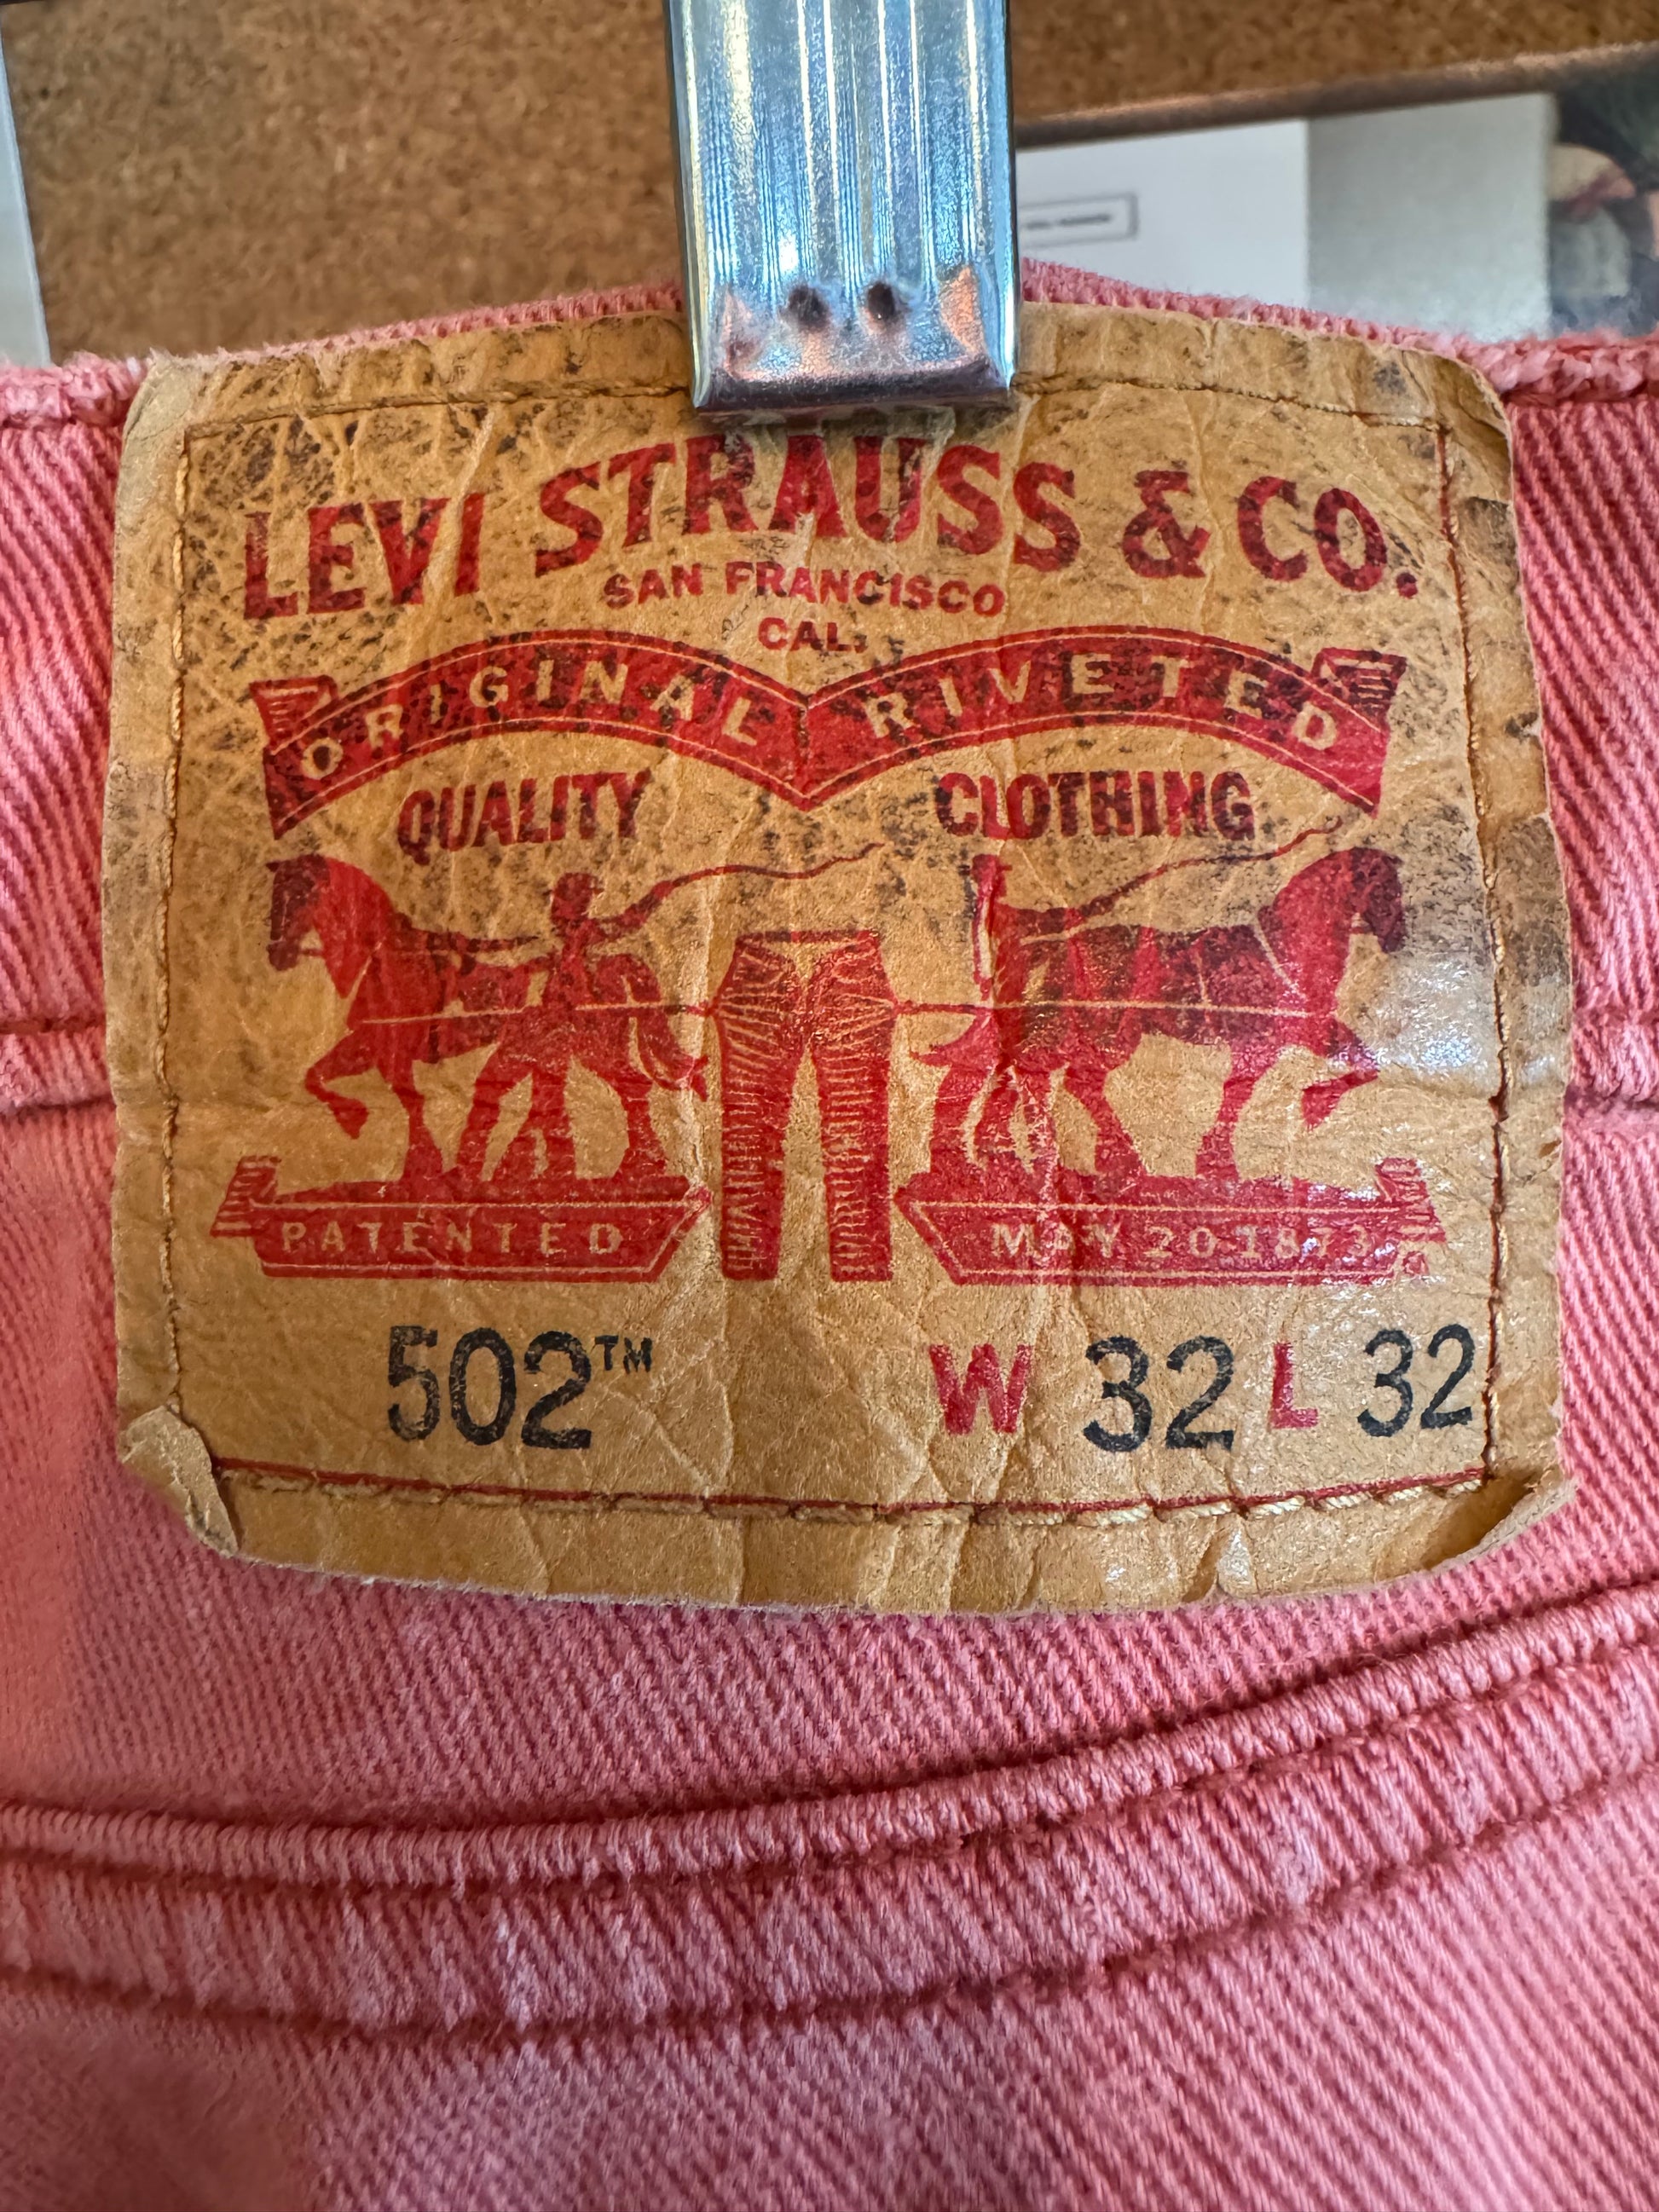 LEVI STRAUSS & CO.
SAN FRANCISCO
CAL.
ORIGINAL RIVETED
QUALITY CLOTHING
PATENTED MAY 20 1873
502™ W 32 L 32